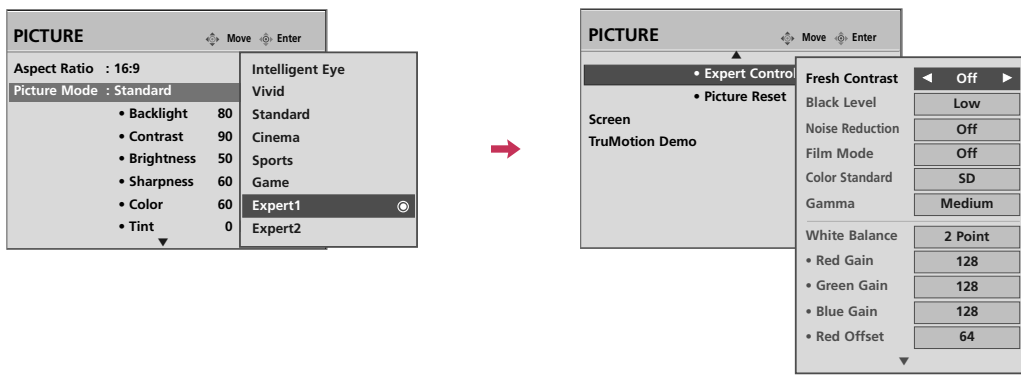 PICTURE
Move Enter
Aspect Ratio : 16:9
Picture Mode : Standard
• Backlight 80
• Contrast 90
• Brightness 50
• Sharpness 60
• Color 60
• Tint 0
Intelligent Eye
Vivid
Standard
Cinema
Sports
Game
Expert1
Expert2
PICTURE
Move Enter
• Expert Control
• Picture Reset
Screen
TruMotion Demo
Fresh Contrast ◀ Off ▶
Black Level Low
Noise Reduction Off
Film Mode Off
Color Standard SD
Gamma Medium
White Balance 2 Point
• Red Gain 128
• Green Gain 128
• Blue Gain 128
• Red Offset 64